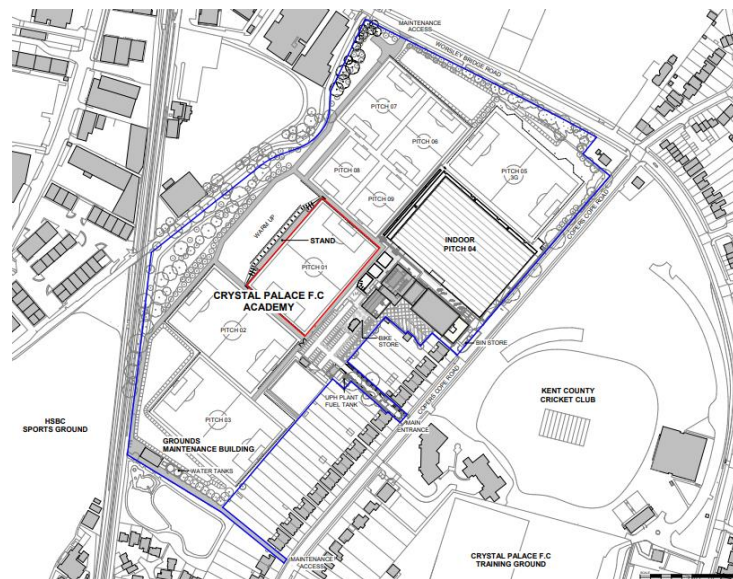 MAINTENANCE
ACCESS
WORSLEY BRIDGE ROAD
PITCH 07
PITCH 06
PITCH 08
PITCH 05
3G
PITCH 09
COPERS COPE ROAD
WARM UP
STAND
INDOOR
PITCH 04
PITCH 01
CRYSTAL PALACE F.C
ACADEMY
PITCH 02
BIKE
STORE
BIN STORE
COPERS COPE ROAD
UPH PLANT
FUEL TANK
KENT COUNTY
CRICKET CLUB
HSBC
SPORTS GROUND
PITCH 03
MAIN
ENTRANCE
GROUNDS
MAINTENANCE BUILDING
WATER TANKS
MAINTENANCE
ACCESS
CRYSTAL PALACE F.C
TRAINING GROUND